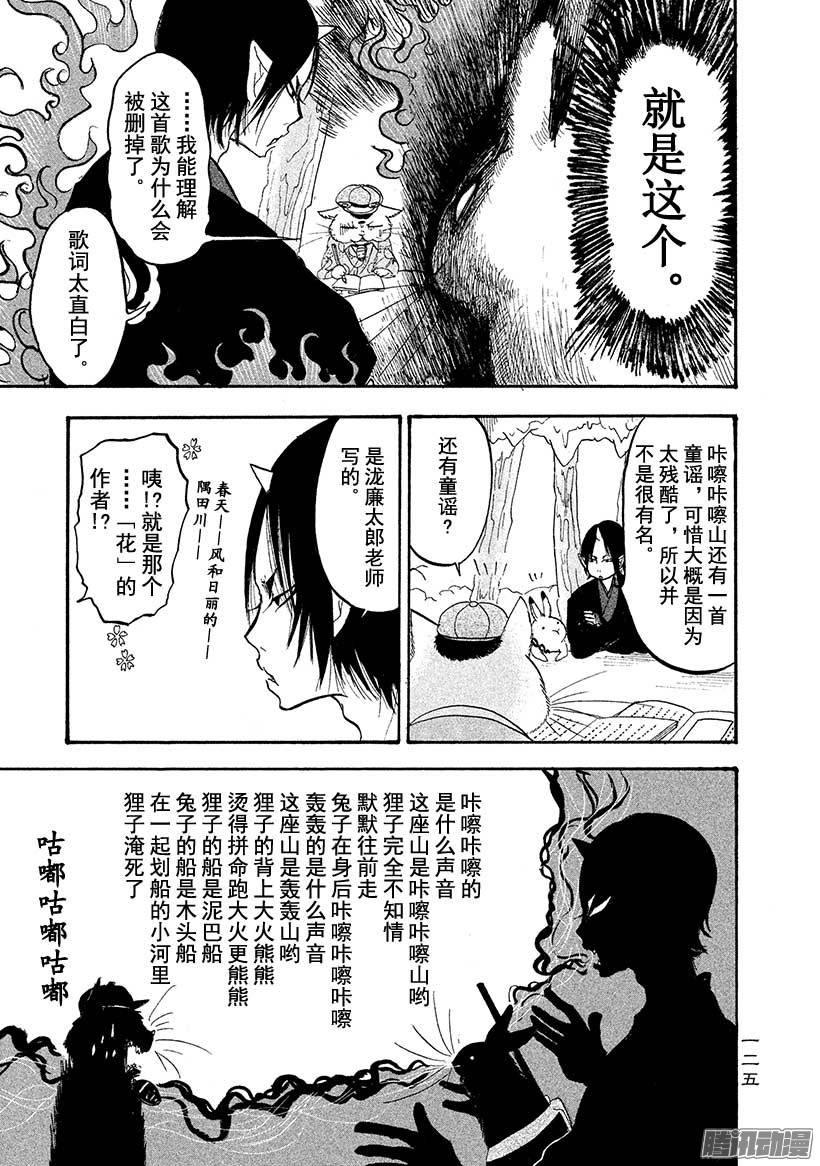 就是这个。
……我能理解
这首歌为什么会
被删掉了。
歌词太直白了。
咔嚓咔嚓山还有一首
童谣，可惜大概是因为
太残酷了，所以并
不是很有名。
还有童谣？
是泷廉太郎老师
写的。
春天——风和日丽的——
隅田川——
咦!?就是那个
……「花」的
作者!?
咔嚓咔嚓的
是什么声音
这座山是咔嚓咔嚓山哟
狸子完全不知情
默默往前走
兔子在身后咔嚓咔嚓咔嚓
轰轰的是什么声音
这座山是轰轰山哟
狸子的背上大火熊熊
烫得拼命跑大火更熊熊
狸子的船是泥巴船
兔子的船是木头船
在一起划船的小河里
狸子淹死了
咕嘟咕嘟咕嘟
一二五
腾讯动漫